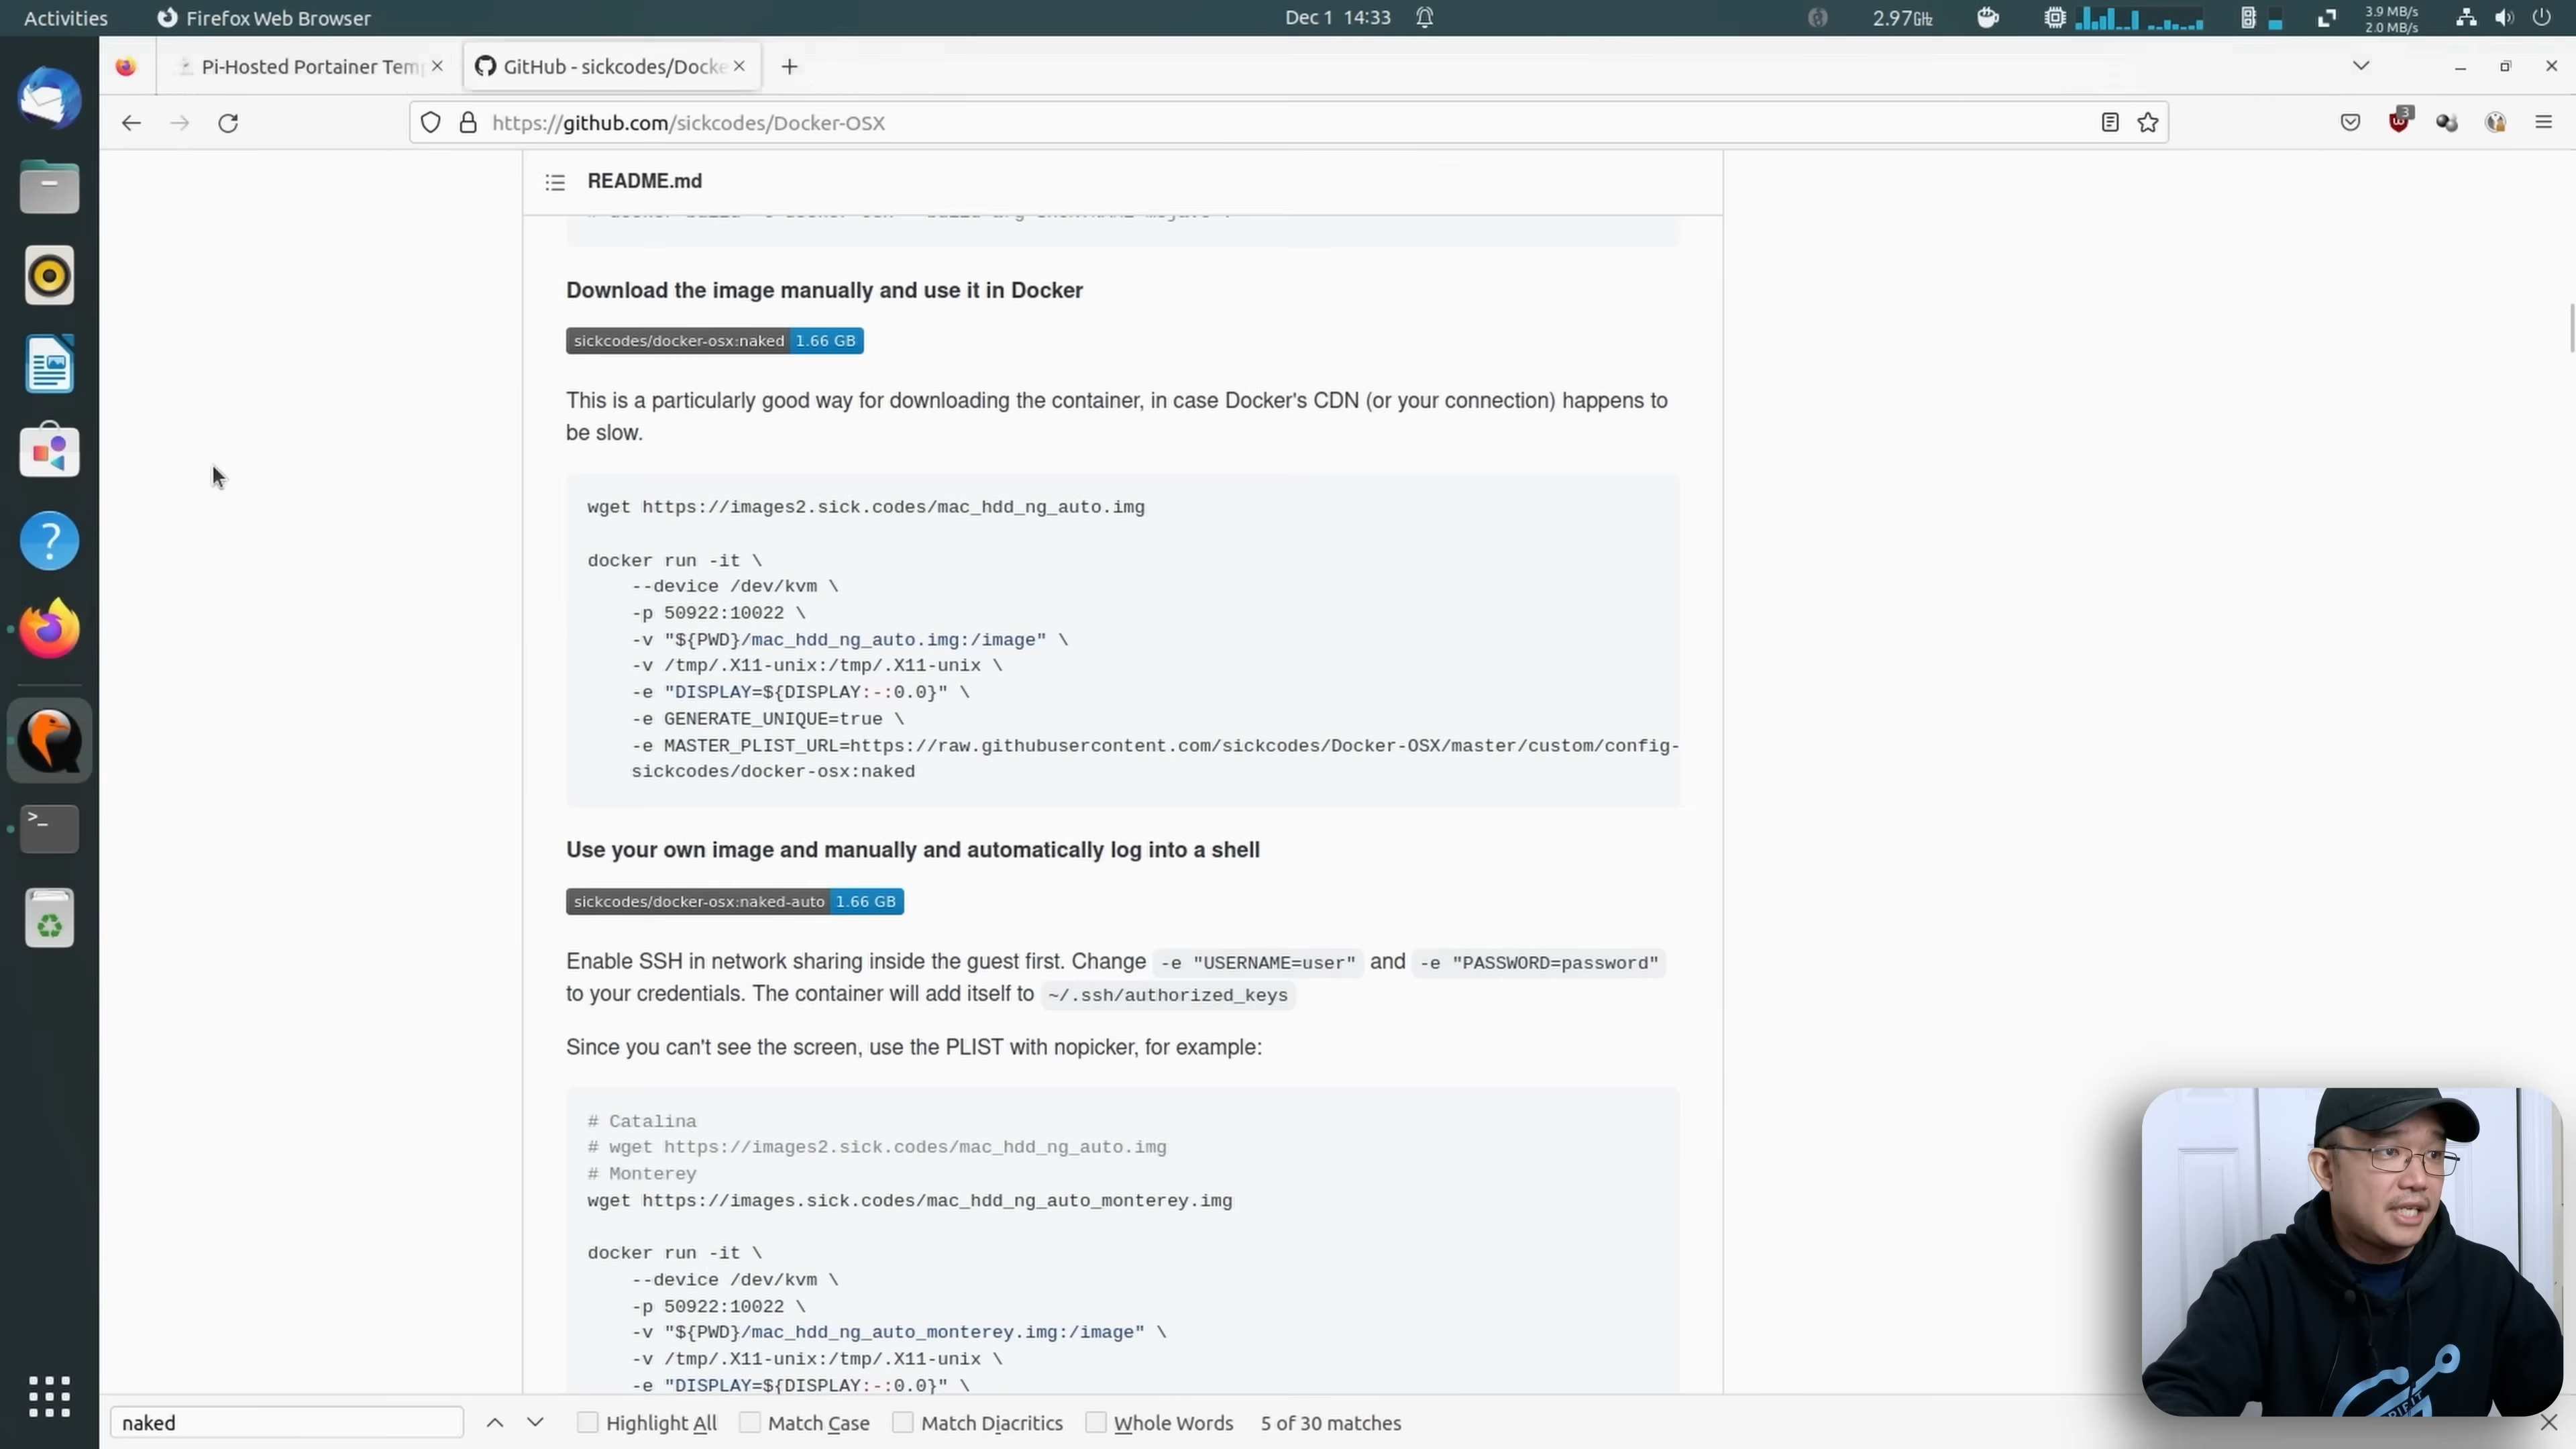 Activities
Firefox Web Browser
Dec 1 14:33
2.97GHz
3.9 MB/s
2.0 MB/s
Pi-Hosted Portainer Tem
GitHub - sickcodes/Docke
https://github.com/sickcodes/Docker-OSX
3
README.md
Download the image manually and use it in Docker
sickcodes/docker-osx:naked 1.66 GB
This is a particularly good way for downloading the container, in case Docker's CDN (or your connection) happens to
be slow.
wget https://images2.sick.codes/mac_hdd_ng_auto.img
docker run -it \
--device /dev/kvm \
-p 50922:10022 \
-v "${PWD}/mac_hdd_ng_auto.img:/image" \
-v /tmp/.X11-unix:/tmp/.X11-unix \
-e "DISPLAY=${DISPLAY:-:0.0}" \
-e GENERATE_UNIQUE=true \
-e MASTER_PLIST_URL=https://raw.githubusercontent.com/sickcodes/Docker-OSX/master/custom/config-
sickcodes/docker-osx:naked
Use your own image and manually and automatically log into a shell
sickcodes/docker-osx:naked-auto 1.66 GB
Enable SSH in network sharing inside the guest first. Change -e "USERNAME=user" and -e "PASSWORD=password"
to your credentials. The container will add itself to ~/.ssh/authorized_keys
Since you can't see the screen, use the PLIST with nopicker, for example:
# Catalina
# wget https://images2.sick.codes/mac_hdd_ng_auto.img
# Monterey
wget https://images.sick.codes/mac_hdd_ng_auto_monterey.img
docker run -it \
--device /dev/kvm \
-p 50922:10022 \
-v "${PWD}/mac_hdd_ng_auto_monterey.img:/image" \
-v /tmp/.X11-unix:/tmp/.X11-unix \
-e "DISPLAY=${DISPLAY:-:0.0}" \
naked
Highlight All
Match Case
Match Diacritics
Whole Words
5 of 30 matches